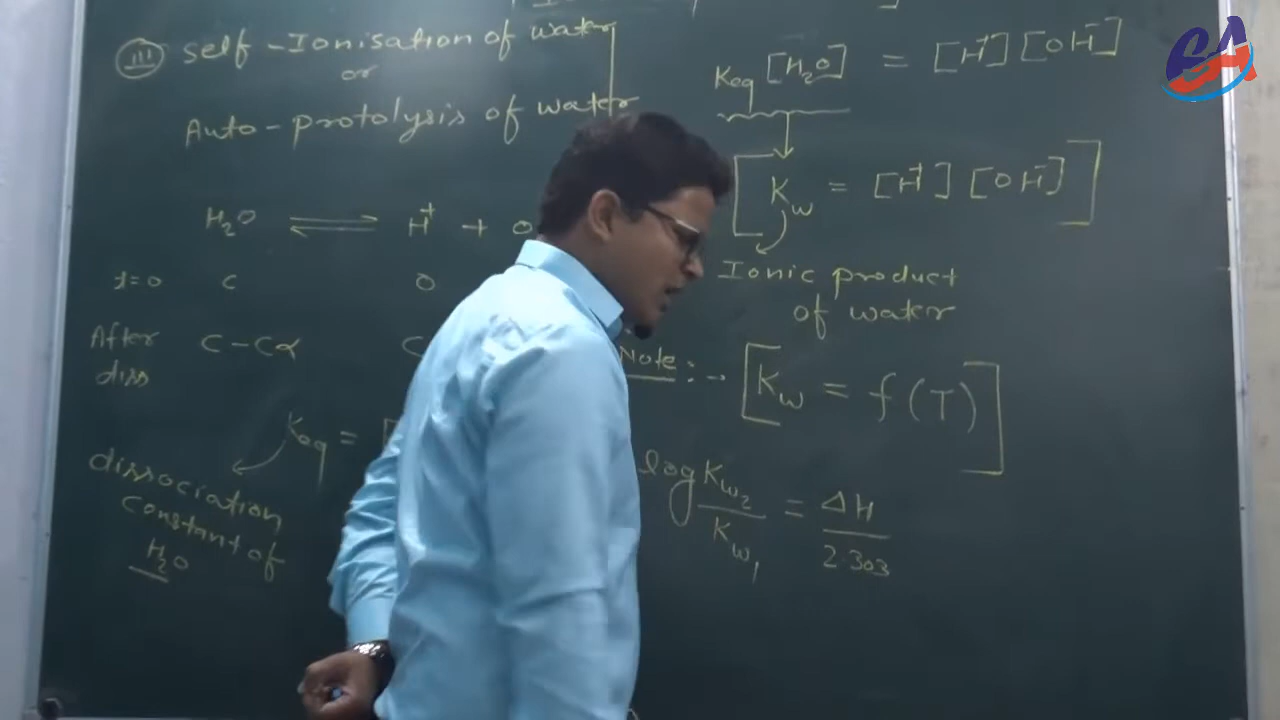 (III) Self-Ionisation of water
or
Auto-protolysis of water
H₂O ⇌ H⁺ + O
t=0 C 0
After diss C-Cα C
Keq = [
dissociation
constant of
H₂O
Keq [H₂O] = [H⁺][OH⁻]
[Kw = [H⁺][OH⁻]]
Ionic product
of water
Note:- [Kw = f(T)]
log Kw₂/Kw₁ = ΔH/2.303